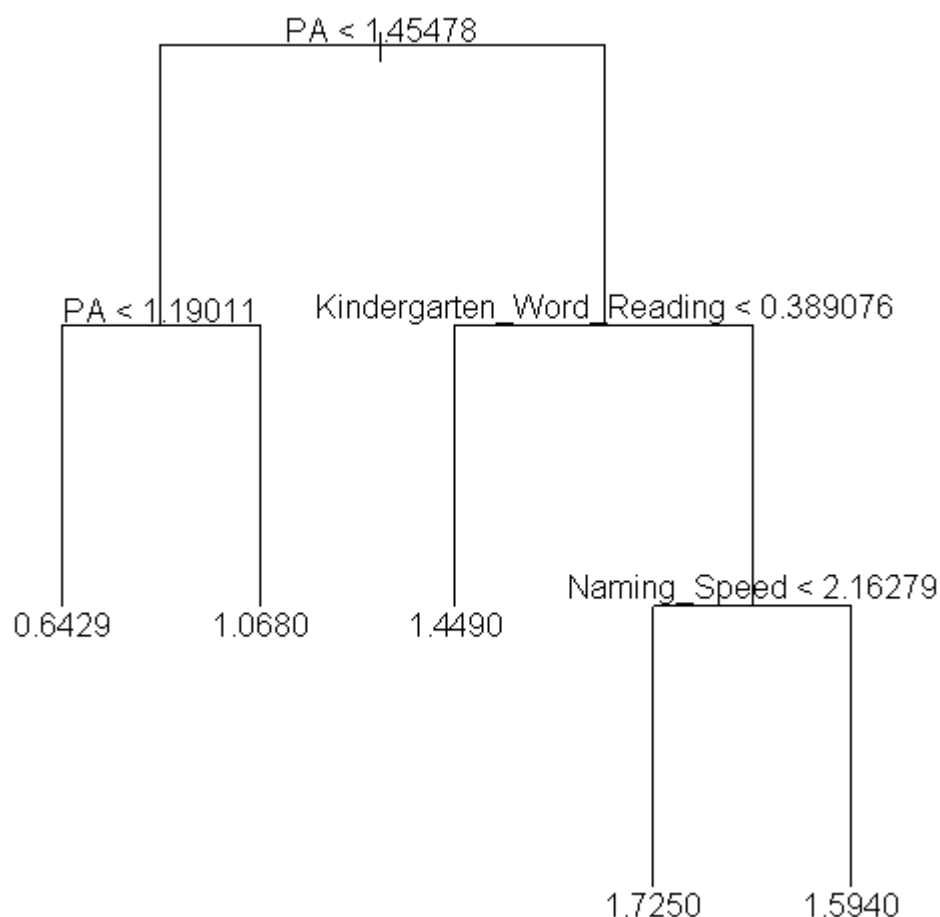 PA < 1.45478
PA < 1.19011
Kindergarten_Word_Reading < 0.389076
Naming_Speed < 2.16279
0.6429
1.0680
1.4490
1.7250
1.5940